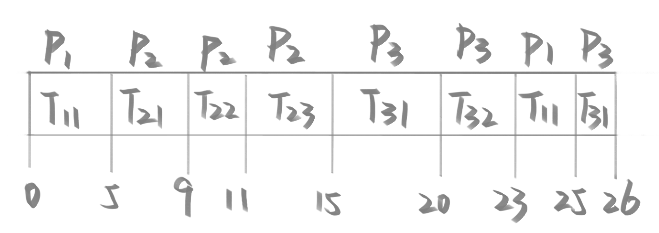 P₁ P₂ P₂ P₂ P₃ P₃ P₁ P₃
T₁₁ T₂₁ T₂₂ T₂₃ T₃₁ T₃₂ T₁₁ T₃₁
0 5 9 11 15 20 23 25 26